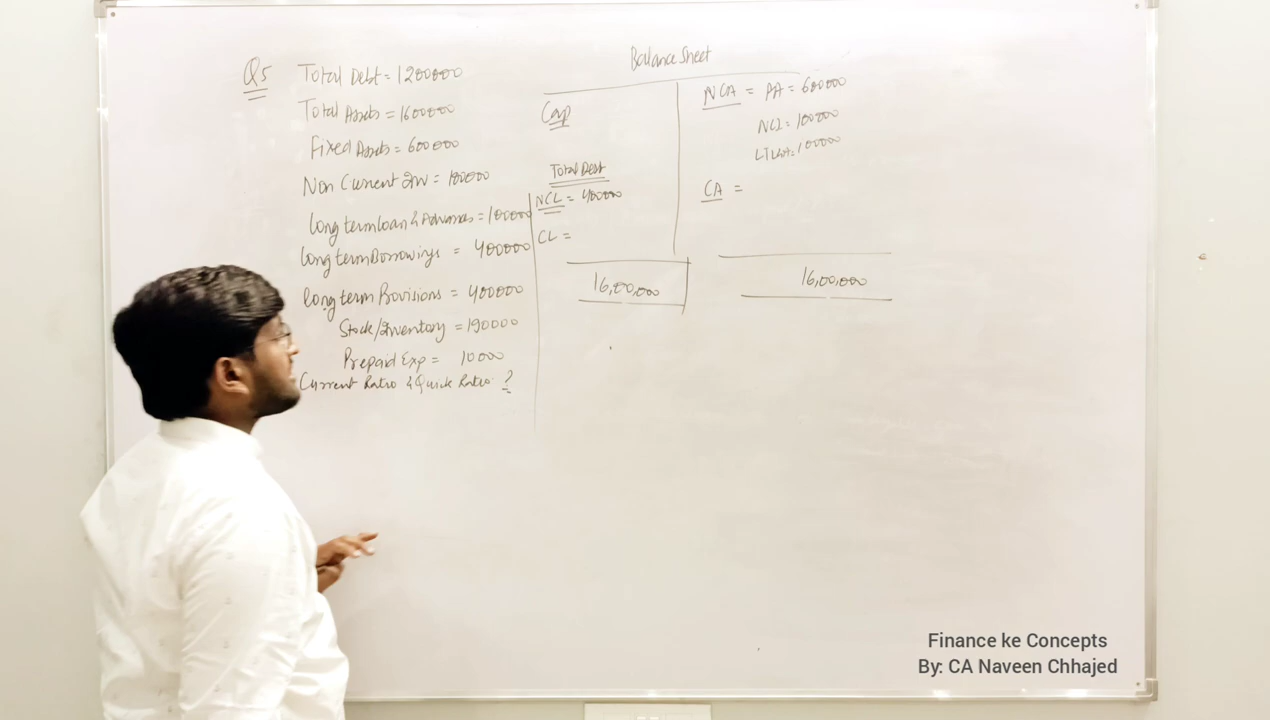 Q5
Total Debt = 1200000
Total Assets = 1600000
Fixed Assets = 600000
Non Current Inv = 100000
Long term Loan & Advances = 100000
Long term Borrowings = 400000
Long term Provisions = 400000
Stock/Inventory = 190000
Prepaid Exp = 10000
Current Ratio & Quick Ratio ?
Balance Sheet
Cap
Total Debt
NCL = 400000
CL =
16,00,000
NCA = FA = 600000
NCI = 100000
LTL&A = 100000
CA =
16,00,000
Finance ke Concepts
By: CA Naveen Chhajed